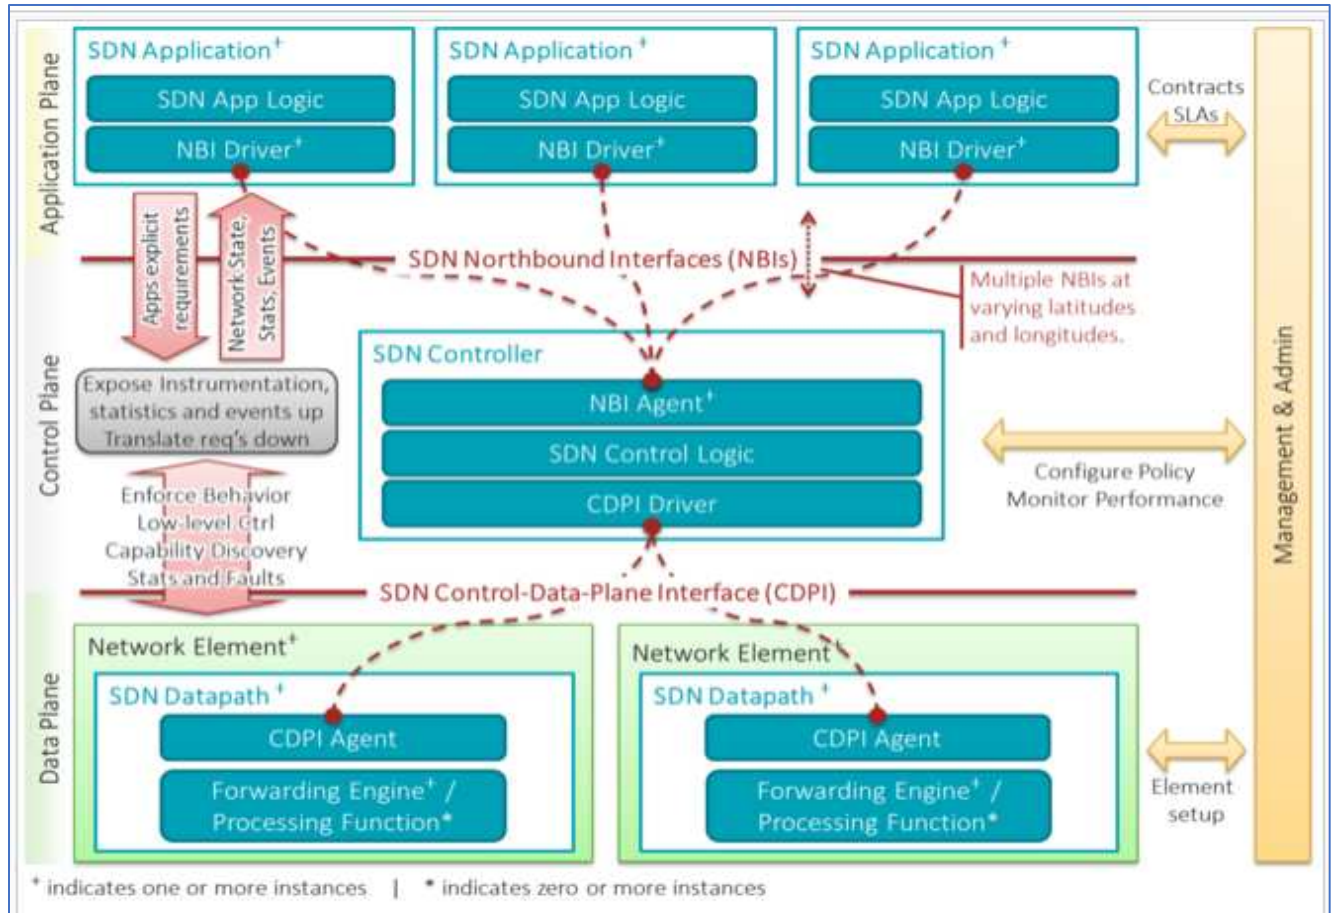 Application Plane
SDN Application+
SDN App Logic
NBI Driver+
SDN Application+
SDN App Logic
NBI Driver+
SDN Application+
SDN App Logic
NBI Driver+
Contracts
SLAs
Apps explicit
requirements
Network State,
Stats, Events
SDN Northbound Interfaces (NBIs)
Multiple NBIs at
varying latitudes
and longitudes.
Control Plane
Expose Instrumentation,
statistics and events up
Translate req's down
SDN Controller
NBI Agent+
SDN Control Logic
CDPI Driver
Configure Policy
Monitor Performance
Management & Admin
Enforce Behavior
Low-level Ctrl
Capability Discovery
Stats and Faults
SDN Control-Data-Plane Interface (CDPI)
Data Plane
Network Element+
SDN Datapath+
CDPI Agent
Forwarding Engine+ /
Processing Function*
Network Element+
SDN Datapath+
CDPI Agent
Forwarding Engine+ /
Processing Function*
Element
setup
+ indicates one or more instances | * indicates zero or more instances